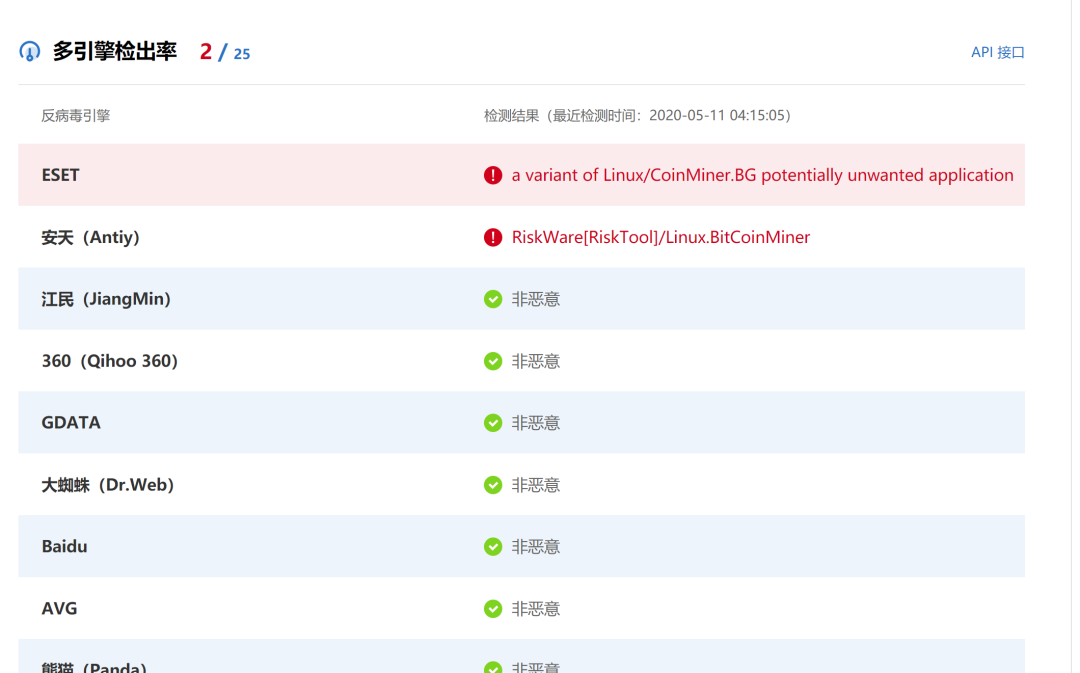 多引擎检出率 2 / 25 API 接口
反病毒引擎 检测结果（最近检测时间：2020-05-11 04:15:05）
ESET a variant of Linux/CoinMiner.BG potentially unwanted application
安天（Antiy） RiskWare[RiskTool]/Linux.BitCoinMiner
江民（JiangMin） 非恶意
360（Qihoo 360） 非恶意
GDATA 非恶意
大蜘蛛（Dr.Web） 非恶意
Baidu 非恶意
AVG 非恶意
熊猫（Panda） 非恶意